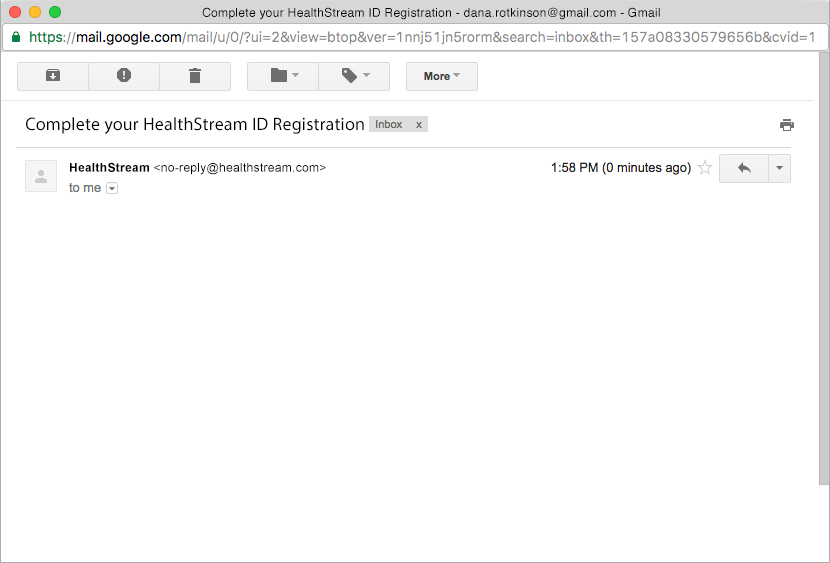 Complete your HealthStream ID Registration - dana.rotkinson@gmail.com - Gmail
https://mail.google.com/mail/u/0/?ui=2&view=btop&ver=1nnj51jn5rorm&search=inbox&th=157a08330579656b&cvid=1
More
Complete your HealthStream ID Registration Inbox x
HealthStream <no-reply@healthstream.com> 1:58 PM (0 minutes ago)
to me